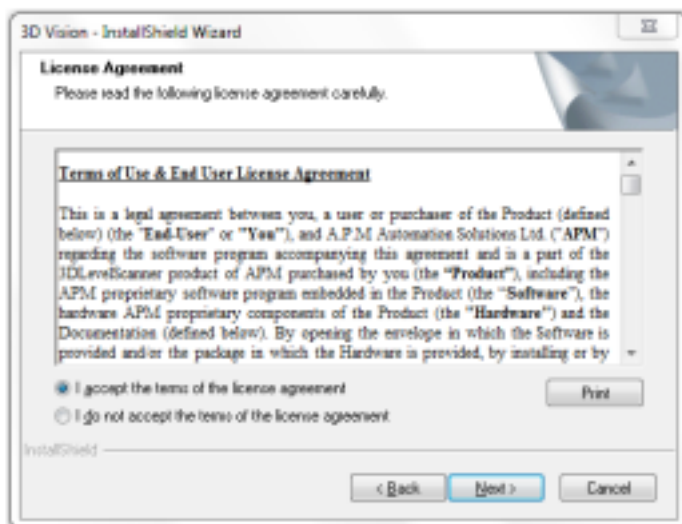 3D Vision - InstallShield Wizard
License Agreement
Please read the following license agreement carefully.
Terms of Use & End User License Agreement
This is a legal agreement between you, a user or purchaser of the Product (defined
below) (the "End-User" or "You"), and A.P.M Automation Solutions Ltd. ("APM")
regarding the software program accompanying this agreement and is a part of the
3DLevelScanner product of APM purchased by you (the "Product"), including the
APM proprietary software program embedded in the Product (the "Software"), the
hardware APM proprietary components of the Product (the "Hardware") and the
Documentation (defined below). By opening the envelope in which the Software is
provided and/or the package in which the Hardware is provided, by installing or by
I accept the terms of the license agreement
Print
I do not accept the terms of the license agreement
InstallShield
< Back
Next >
Cancel